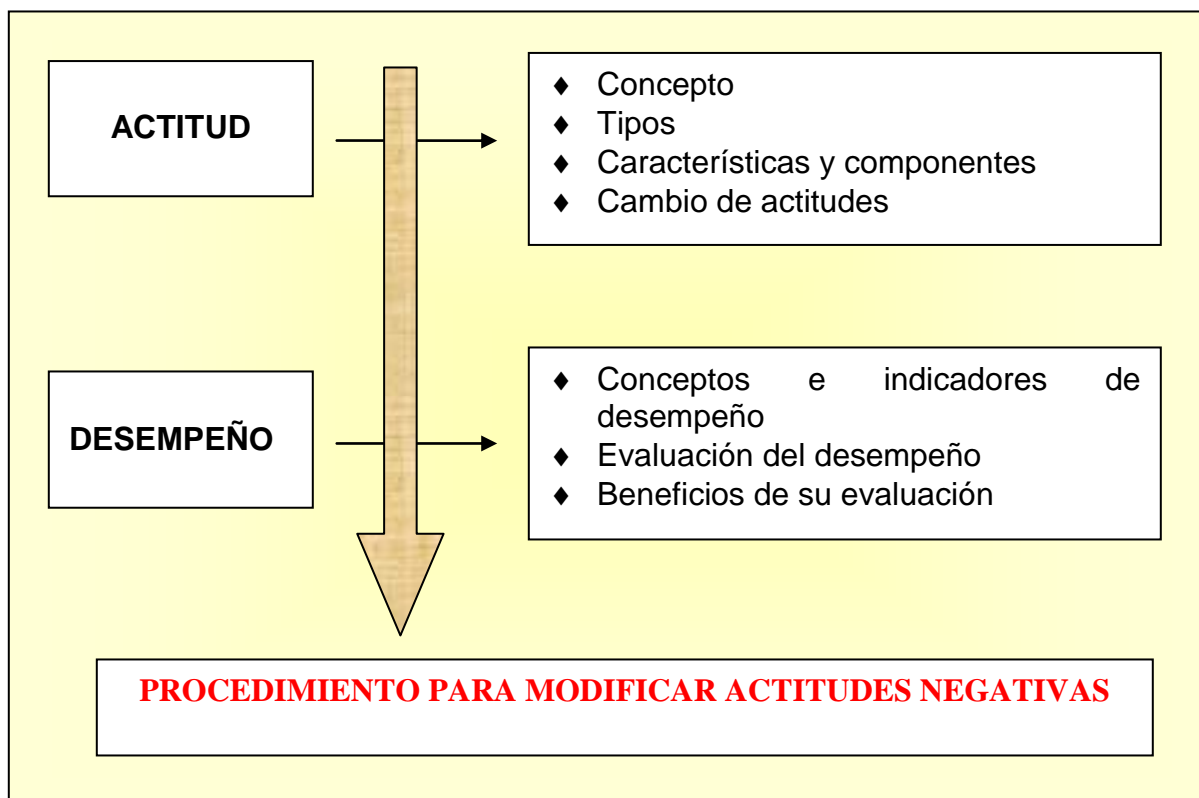 ACTITUD
♦ Concepto
♦ Tipos
♦ Características y componentes
♦ Cambio de actitudes
DESEMPEÑO
♦ Conceptos e indicadores de
desempeño
♦ Evaluación del desempeño
♦ Beneficios de su evaluación
PROCEDIMIENTO PARA MODIFICAR ACTITUDES NEGATIVAS